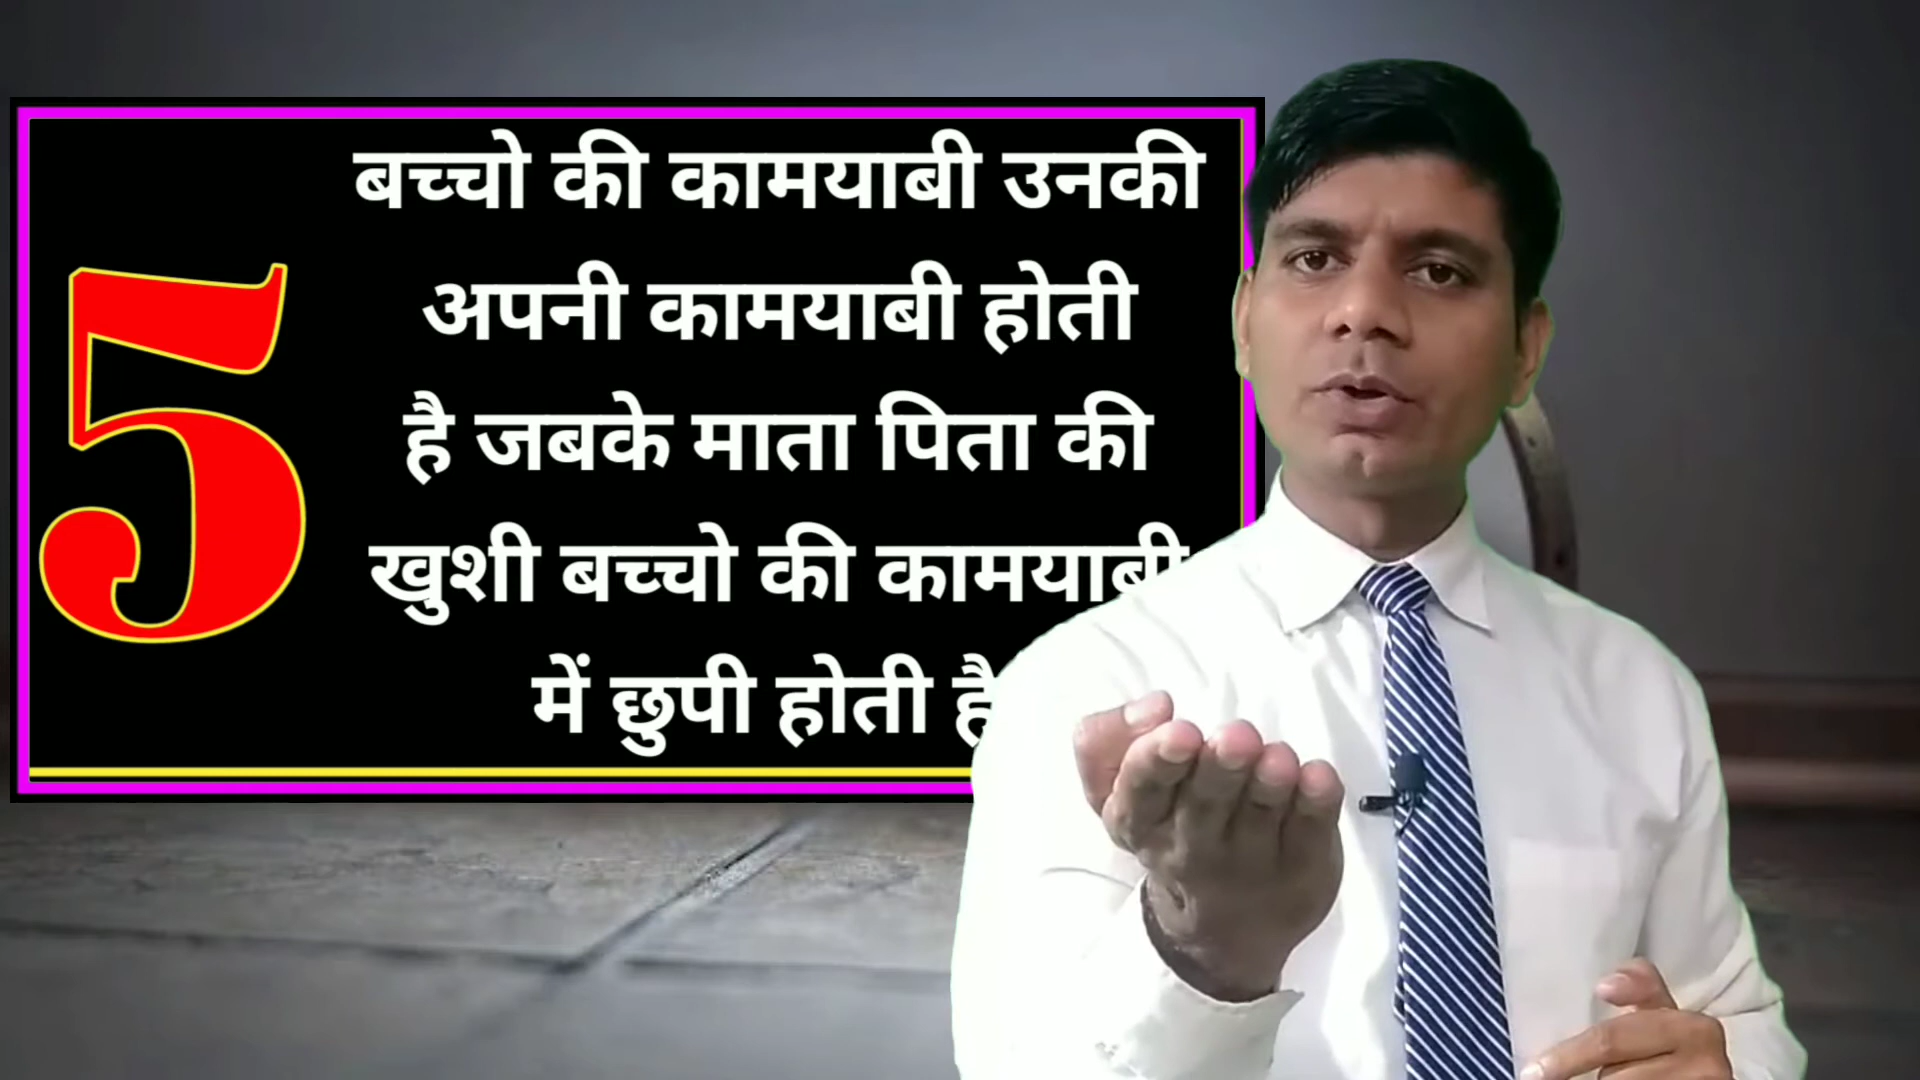 5
बच्चो की कामयाबी उनकी
अपनी कामयाबी होती
है जबके माता पिता की
खुशी बच्चो की कामयाबी
में छुपी होती है